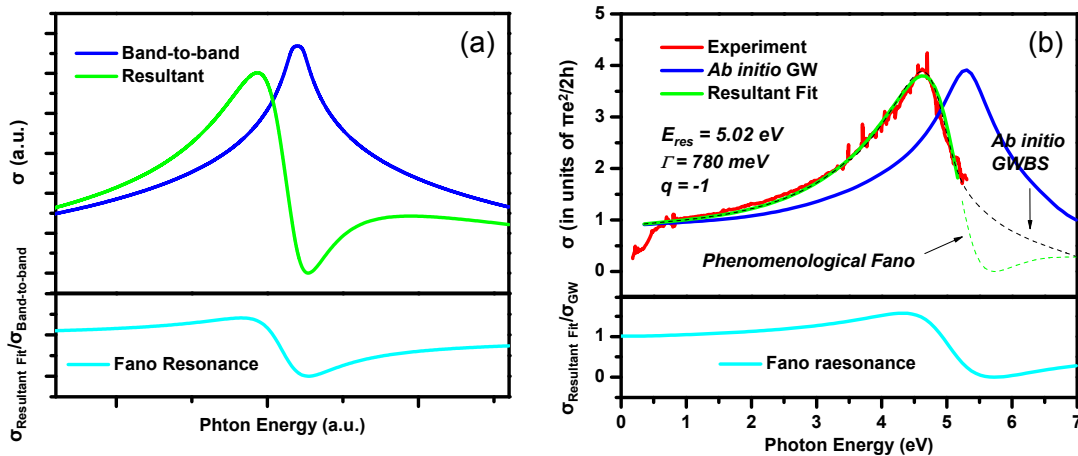 (a)
Band-to-band
Resultant
σ (a.u.)
Fano Resonance
σResultant Fit/σBand-to-band
Phton Energy (a.u.)
(b)
5
4
3
2
1
0
Experiment
Ab initio GW
Resultant Fit
Eres = 5.02 eV
Γ = 780 meV
q = -1
Ab initio
GWBS
Phenomenological Fano
σ (in units of πe²/2h)
1
0
Fano raesonance
σResultant Fit/σGW
0 1 2 3 4 5 6 7
Photon Energy (eV)